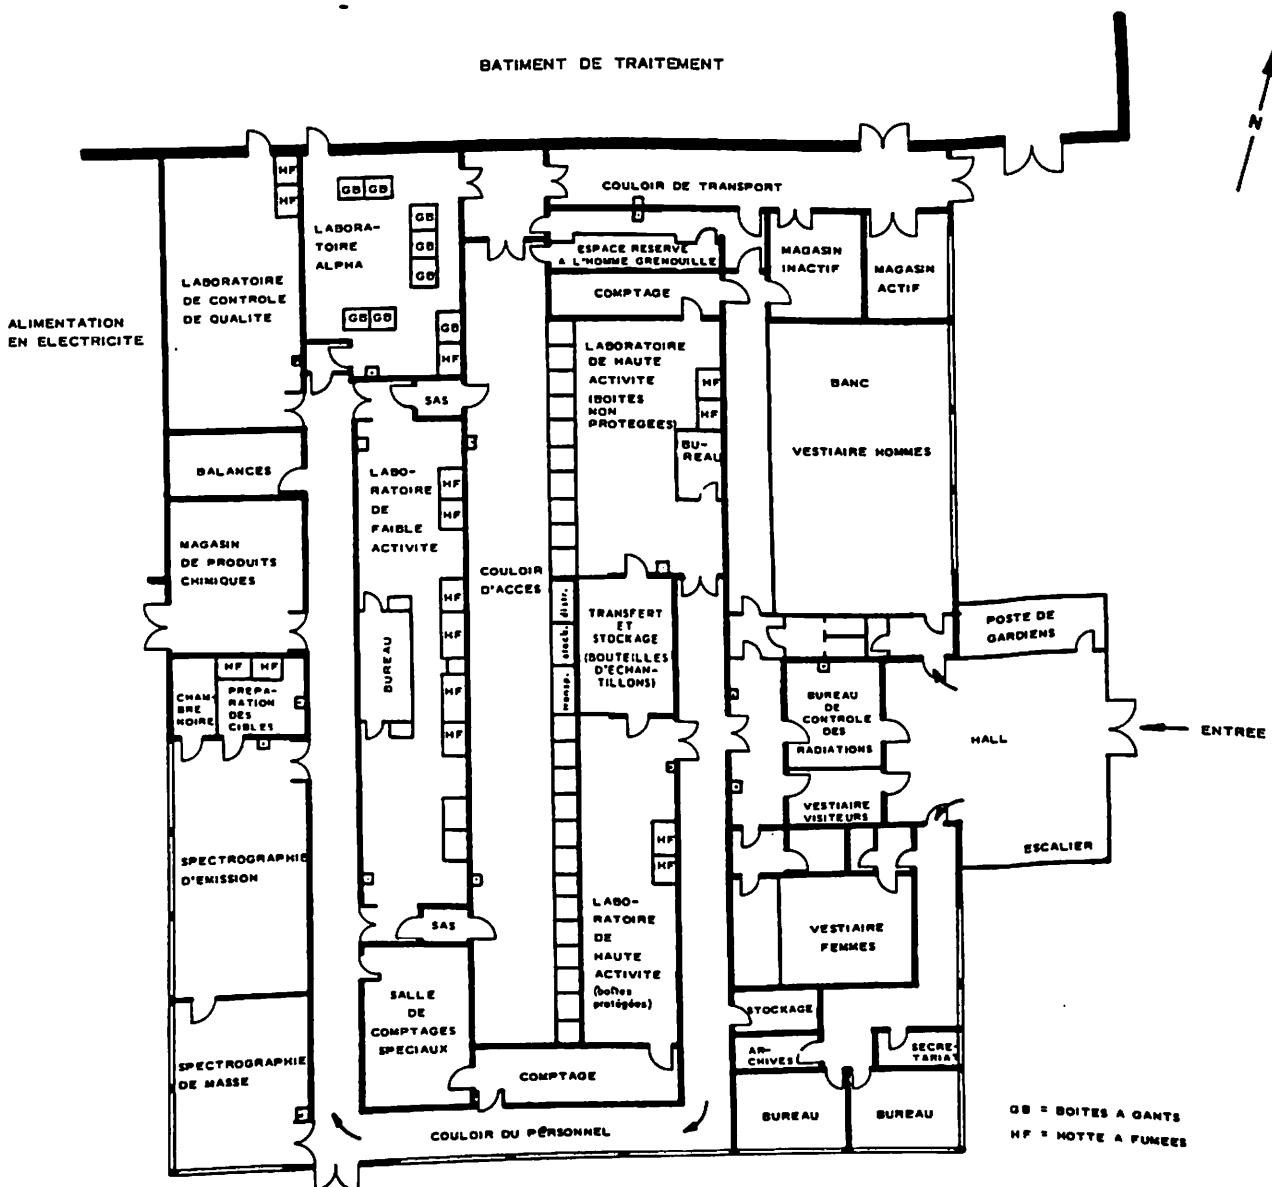 BATIMENT DE TRAITEMENT
N
HF
HF
GB GB
GB
GB
GB
GB GB
GB
HF
LABORA-
TOIRE
ALPHA
COULOIR DE TRANSPORT
ESPACE RESERVE
A L'HOMME GRENOUILLE
COMPTAGE
MAGASIN
INACTIF
MAGASIN
ACTIF
LABORATOIRE
DE CONTROLE
DE QUALITE
ALIMENTATION
EN ELECTRICITE
LABORATOIRE
DE HAUTE
ACTIVITE
(BOITES
NON
PROTEGEES)
HF
HF
BU-
REAU
BANC
VESTIAIRE HOMMES
SAS
BALANCES
LABO-
RATOIRE
DE
FAIBLE
ACTIVITE
HF
HF
HF
HF
HF
HF
BUREAU
MAGASIN
DE PRODUITS
CHIMIQUES
COULOIR
D'ACCES
distr.
stock.
transp.
TRANSFERT
ET
STOCKAGE
(BOUTEILLES
D'ECHAN-
TILLONS)
POSTE DE
GARDIENS
HF HF
CHAM-
BRE
NOIRE
PREPA-
RATION
DES
CIBLES
BUREAU
DE
CONTROLE
DES
RADIATIONS
HALL
ENTREE
VESTIAIRE
VISITEURS
ESCALIER
SPECTROGRAPHIE
D'EMISSION
HF
HF
LABO-
RATOIRE
DE
HAUTE
ACTIVITE
(boîtes
protégées)
VESTIAIRE
FEMMES
SAS
SALLE
DE
COMPTAGES
SPECIAUX
STOCKAGE
AR-
CHIVES
SECRE-
TARIAT
SPECTROGRAPHIE
DE MASSE
COMPTAGE
BUREAU
BUREAU
COULOIR DU PERSONNEL
GB = BOITES A GANTS
HF = HOTTE A FUMEES